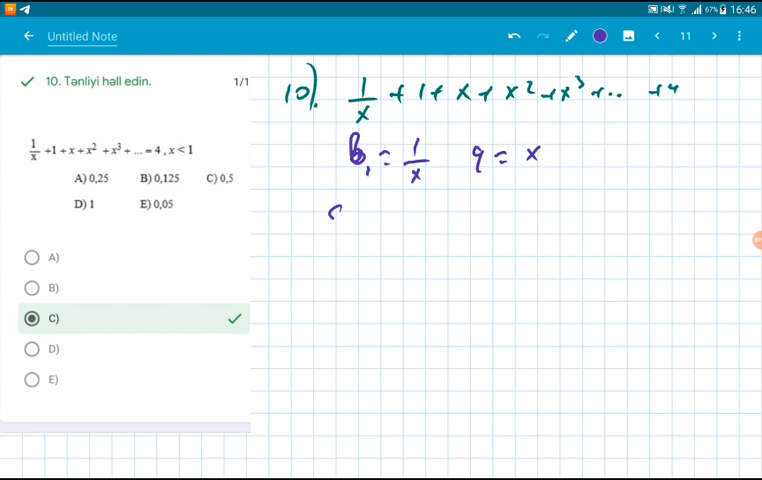 67% 16:46
Untitled Note
11
10. Tənliyi həll edin. 1/1
1/x +1+x+x² +x³ +...=4 , x<1
A) 0,25 B) 0,125 C) 0,5
D) 1 E) 0,05
A)
B)
C)
D)
E)
10). 1/x + 1 + x + x² + x³ + ..
b₁ = 1/x q = x